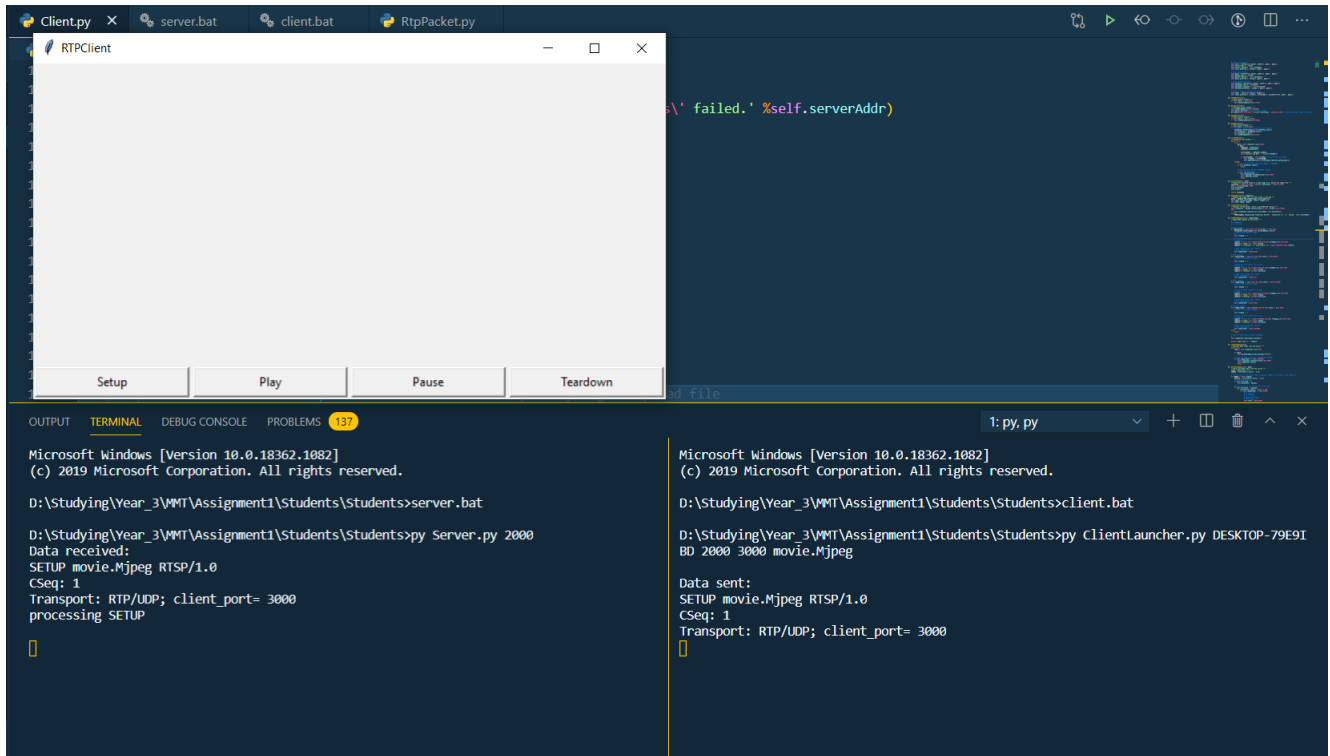 Client.py
server.bat
client.bat
RtpPacket.py
RTPClient
s\' failed.' %self.serverAddr)
Setup
Play
Pause
Teardown
ad file
OUTPUT
TERMINAL
DEBUG CONSOLE
PROBLEMS
137
1: py, py
Microsoft Windows [Version 10.0.18362.1082]
(c) 2019 Microsoft Corporation. All rights reserved.
D:\Studying\Year_3\MMT\Assignment1\Students\Students>server.bat
D:\Studying\Year_3\MMT\Assignment1\Students\Students>py Server.py 2000
Data received:
SETUP movie.Mjpeg RTSP/1.0
CSeq: 1
Transport: RTP/UDP; client_port= 3000
processing SETUP
Microsoft Windows [Version 10.0.18362.1082]
(c) 2019 Microsoft Corporation. All rights reserved.
D:\Studying\Year_3\MMT\Assignment1\Students\Students>client.bat
D:\Studying\Year_3\MMT\Assignment1\Students\Students>py ClientLauncher.py DESKTOP-79E9I
BD 2000 3000 movie.Mjpeg
Data sent:
SETUP movie.Mjpeg RTSP/1.0
CSeq: 1
Transport: RTP/UDP; client_port= 3000